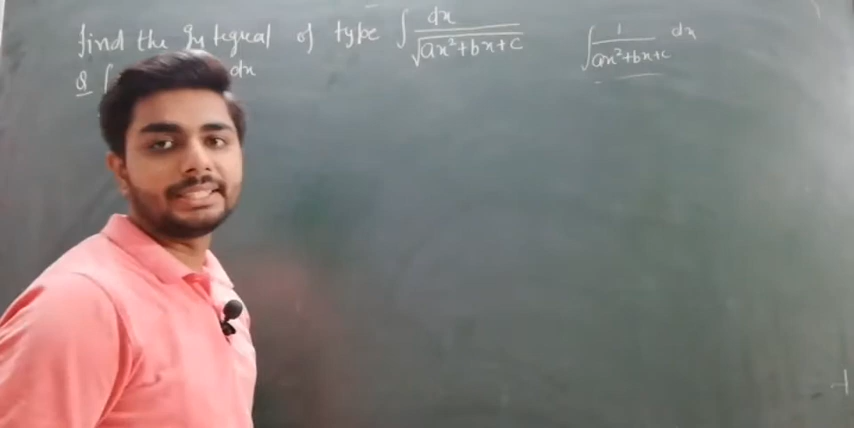 find the Integral of type ∫ dx / √ax²+bx+c ∫ 1 / ax²+bx+c dx
Q ∫ dx